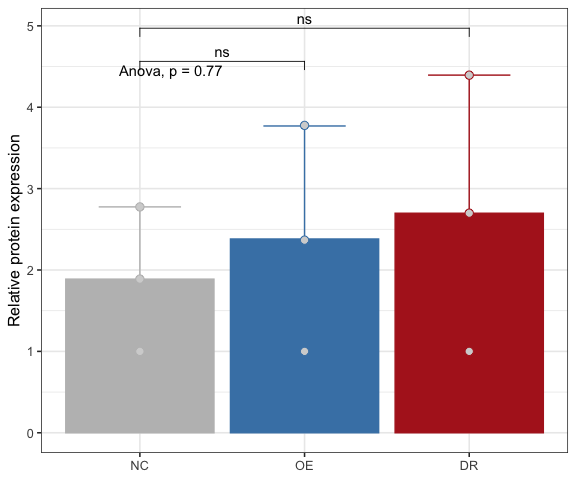 ns
ns
Anova, p = 0.77
Relative protein expression
5
4
3
2
1
0
NC OE DR